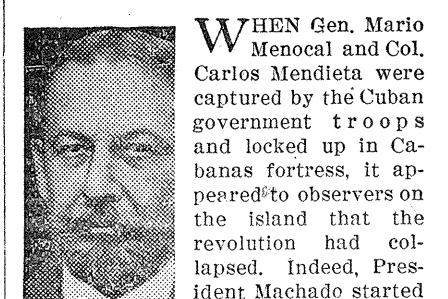 WHEN Gen. Mario
Menocal and Col.
Carlos Mendieta were
captured by the Cuban
government troops
and locked up in Ca-
banas fortress, it ap-
peared to observers on
the island that the
revolution had col-
lapsed. Indeed, Pres-
ident Machado started